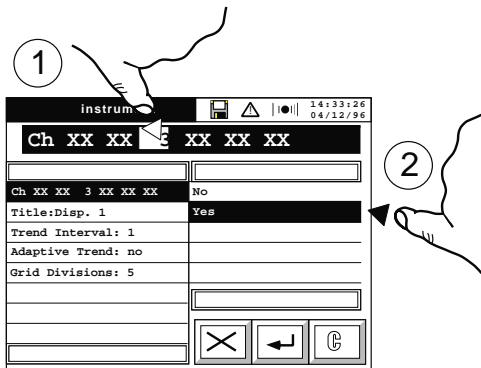 1
instrum
14:33:26
04/12/96
Ch XX XX 3 XX XX XX
2
Ch XX XX 3 XX XX XX
No
Title:Disp. 1
Yes
Trend Interval: 1
Adaptive Trend: no
Grid Divisions: 5
C